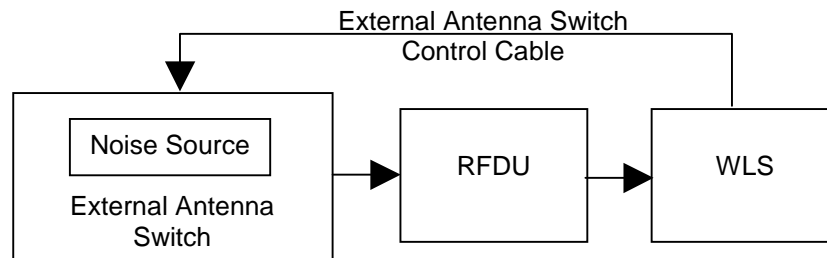 External Antenna Switch
Control Cable
Noise Source
External Antenna
Switch
RFDU
WLS